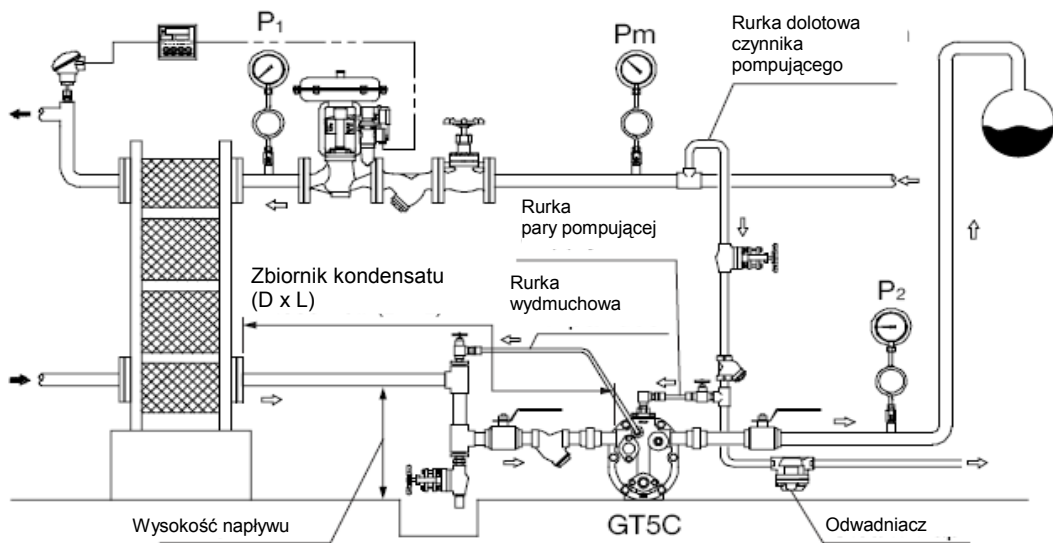 P₁
Pm
Rurka dolotowa
czynnika
pompującego
Rurka
pary pompującej
Zbiornik kondensatu
(D x L)
Rurka
wydmuchowa
P₂
Wysokość napływu
GT5C
Odwadniacz